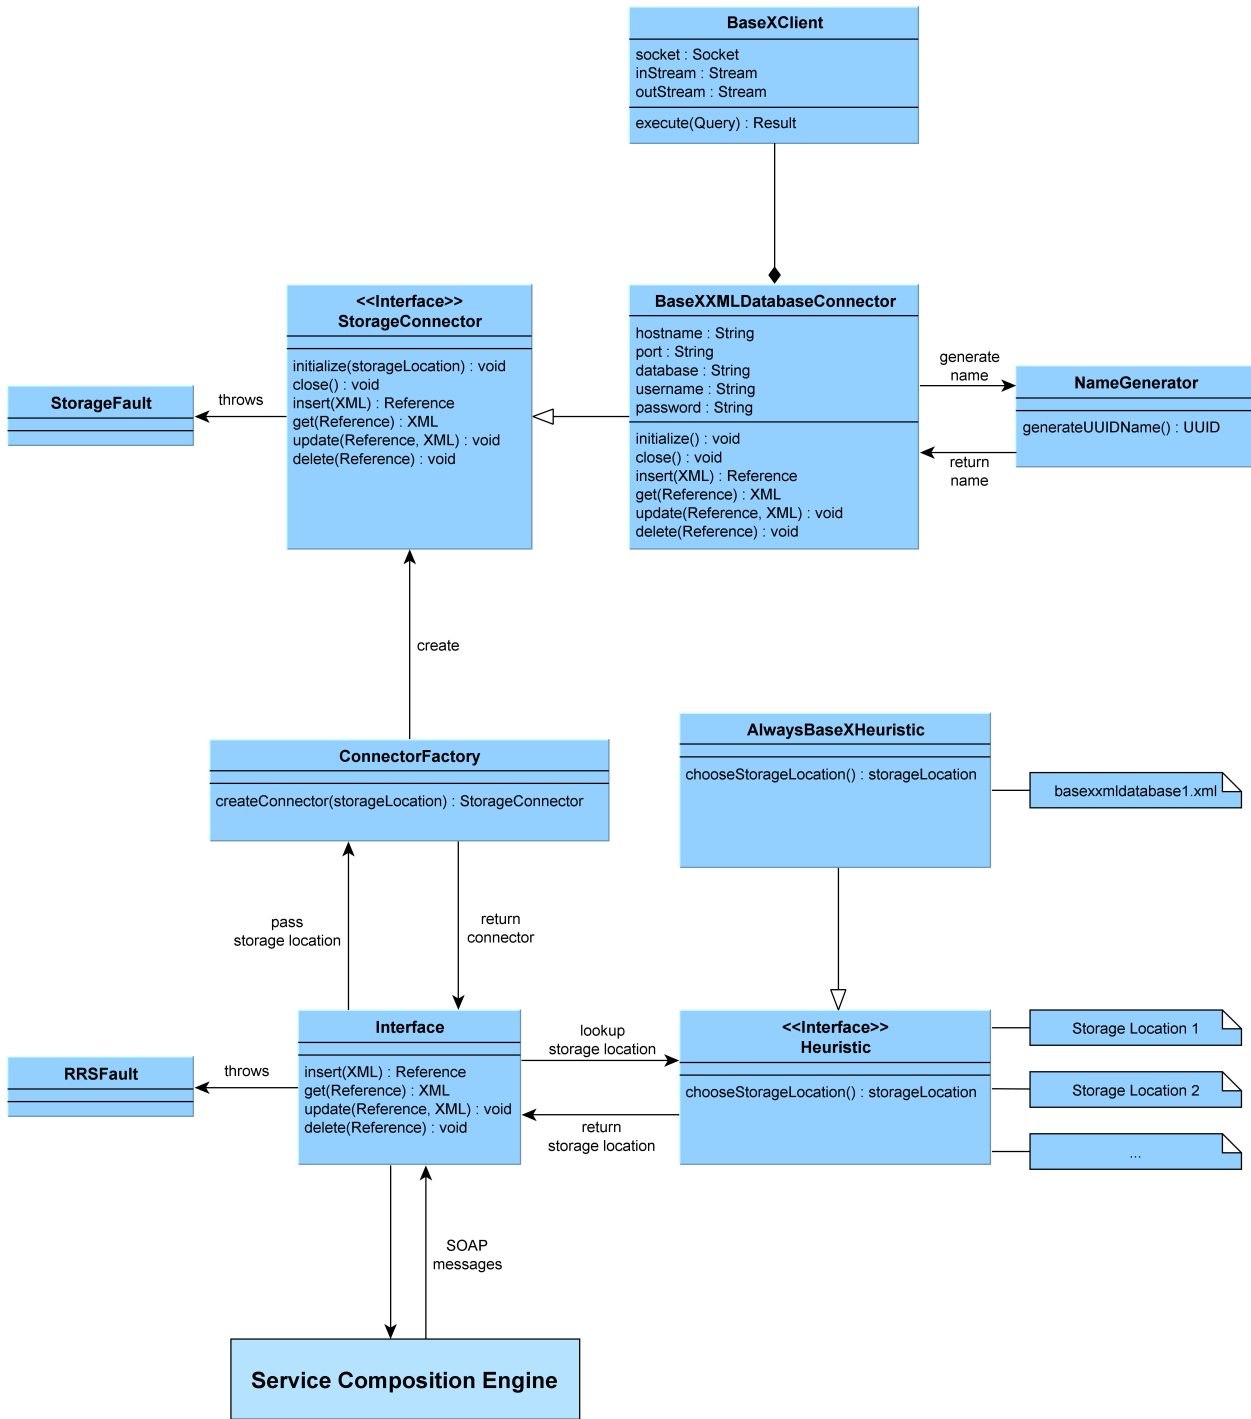 BaseXClient
socket : Socket
inStream : Stream
outStream : Stream
execute(Query) : Result
<<Interface>>
StorageConnector
initialize(storageLocation) : void
close() : void
insert(XML) : Reference
get(Reference) : XML
update(Reference, XML) : void
delete(Reference) : void
BaseXXMLDatabaseConnector
hostname : String
port : String
database : String
username : String
password : String
initialize() : void
close() : void
insert(XML) : Reference
get(Reference) : XML
update(Reference, XML) : void
delete(Reference) : void
generate
name
NameGenerator
generateUUIDName() : UUID
return
name
StorageFault
throws
create
ConnectorFactory
createConnector(storageLocation) : StorageConnector
AlwaysBaseXHeuristic
chooseStorageLocation() : storageLocation
basexxmldatabase1.xml
pass
storage location
return
connector
Interface
insert(XML) : Reference
get(Reference) : XML
update(Reference, XML) : void
delete(Reference) : void
RRSFault
throws
lookup
storage location
return
storage location
<<Interface>>
Heuristic
chooseStorageLocation() : storageLocation
Storage Location 1
Storage Location 2
...
SOAP
messages
Service Composition Engine